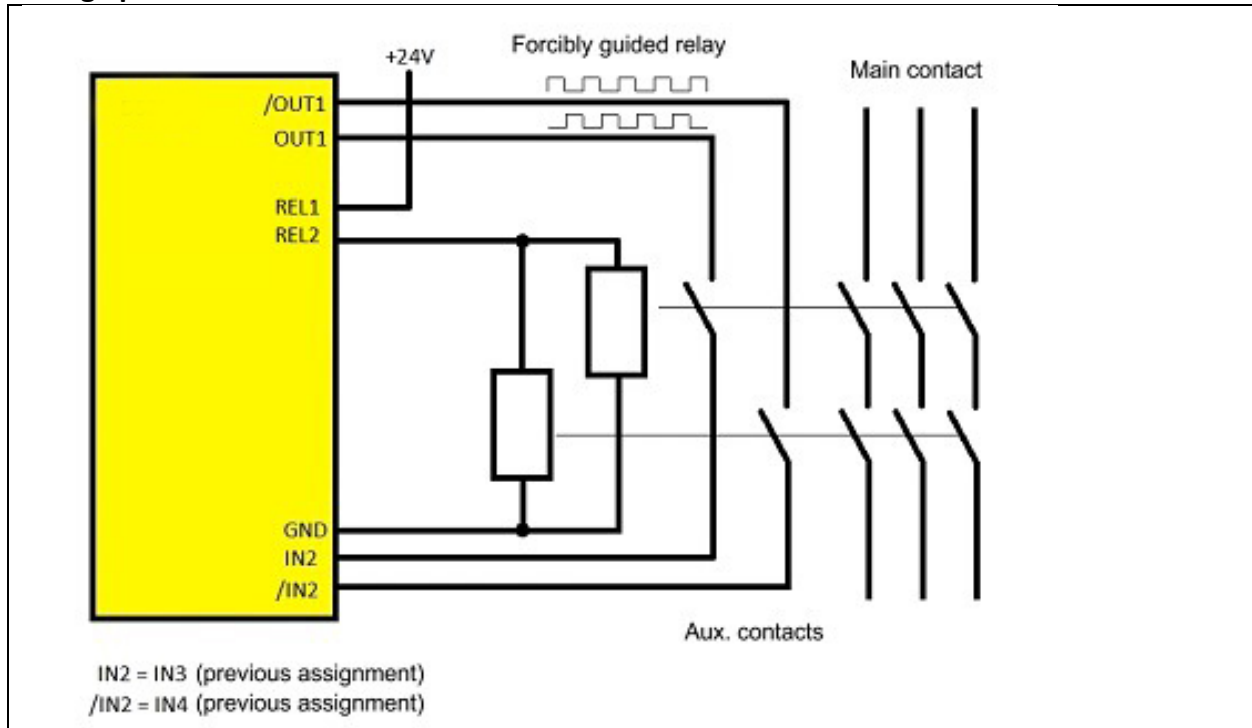 Forcibly guided relay
+24V
Main contact
/OUT1
OUT1
REL1
REL2
GND
IN2
/IN2
Aux. contacts
IN2 = IN3 (previous assignment)
/IN2 = IN4 (previous assignment)